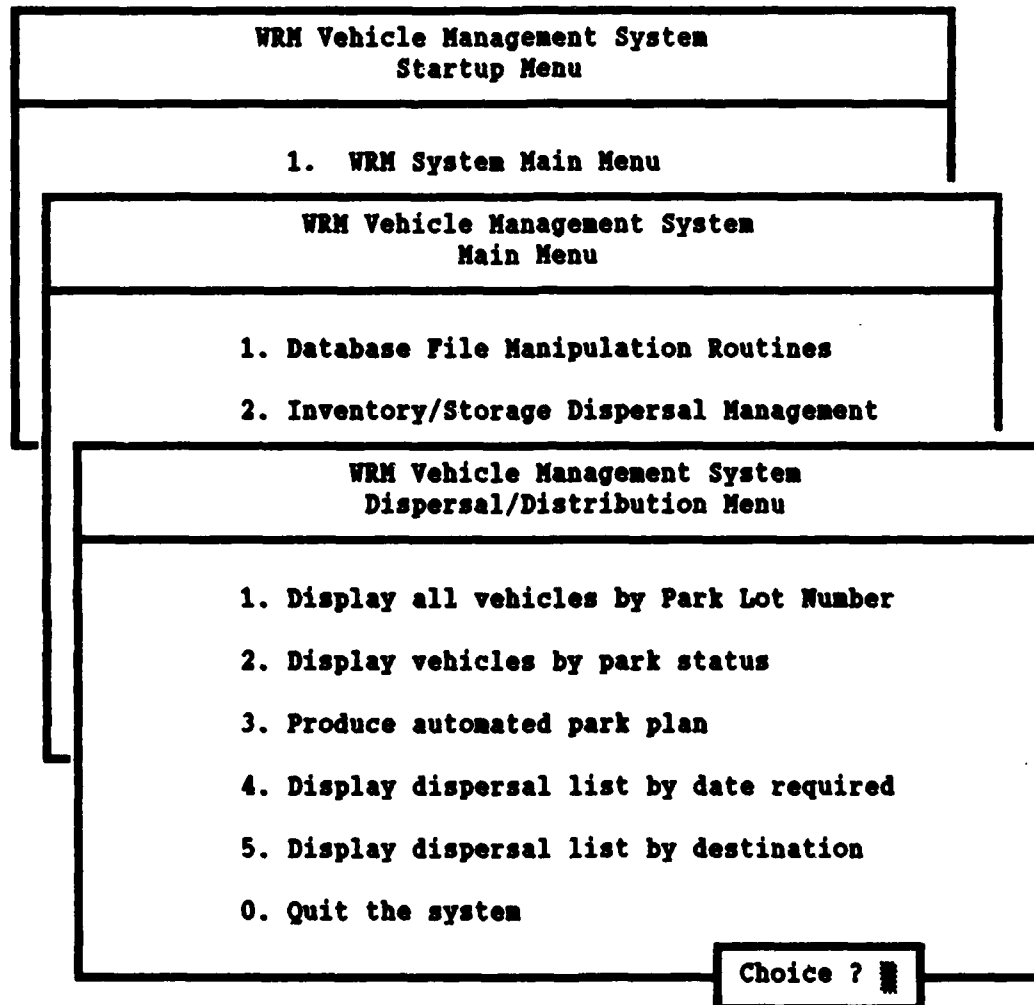 WRM Vehicle Management System
Startup Menu
1. WRM System Main Menu
WRM Vehicle Management System
Main Menu
1. Database File Manipulation Routines
2. Inventory/Storage Dispersal Management
WRM Vehicle Management System
Dispersal/Distribution Menu
1. Display all vehicles by Park Lot Number
2. Display vehicles by park status
3. Produce automated park plan
4. Display dispersal list by date required
5. Display dispersal list by destination
0. Quit the system
Choice ?